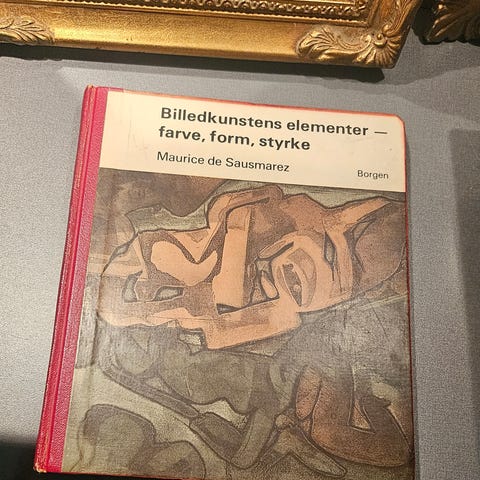 Billedkunstens elementer —
farve, form, styrke
Maurice de Sausmarez
Borgen